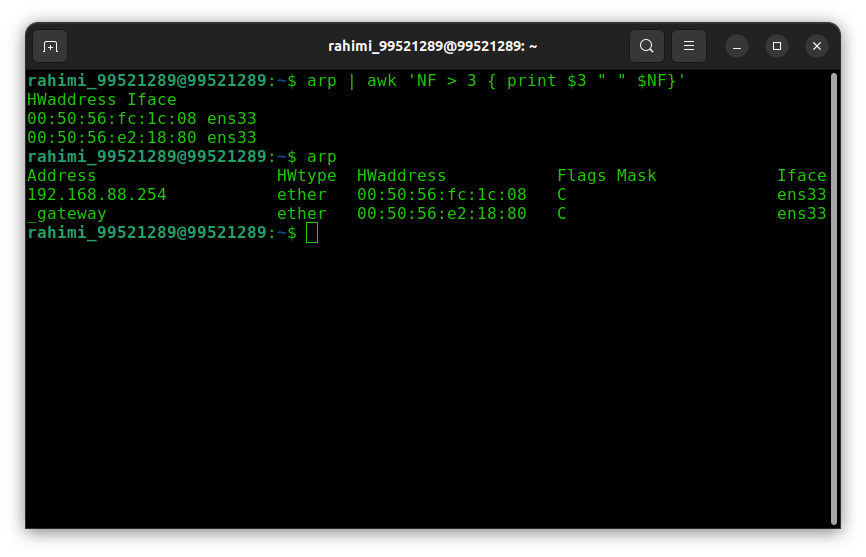 rahimi_99521289@99521289: ~
rahimi_99521289@99521289:~$ arp | awk 'NF > 3 { print $3 " " $NF}'
HWaddress Iface
00:50:56:fc:1c:08 ens33
00:50:56:e2:18:80 ens33
rahimi_99521289@99521289:~$ arp
Address                  HWtype  HWaddress           Flags Mask            Iface
192.168.88.254           ether   00:50:56:fc:1c:08   C                     ens33
_gateway                 ether   00:50:56:e2:18:80   C                     ens33
rahimi_99521289@99521289:~$